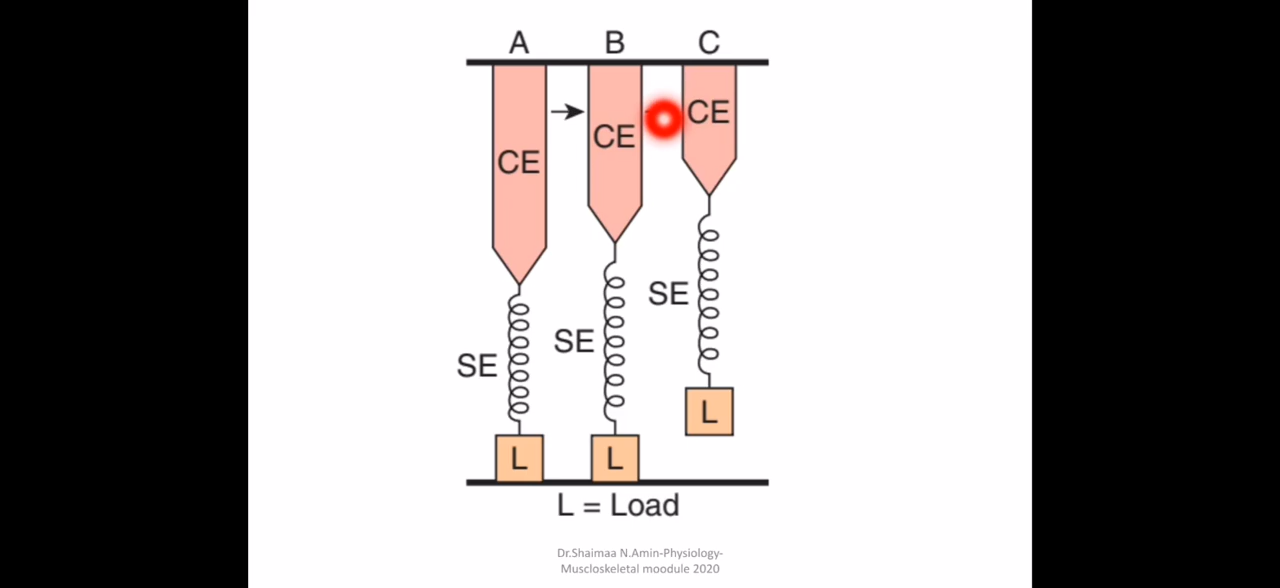 A B C
CE
CE
CE
SE
SE
SE
L
L
L
L = Load
Dr.Shaimaa N.Amin-Physiology-
Muscloskeletal moodule 2020